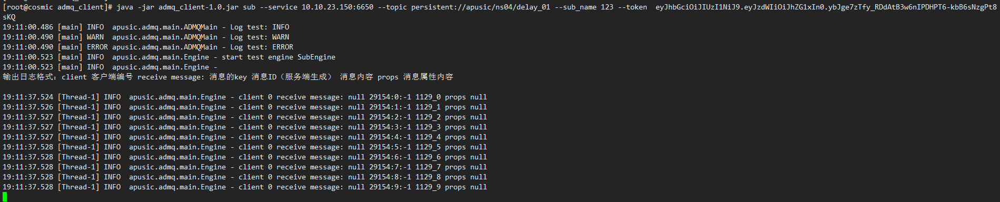 [root@cosmic admq_client]# java -jar admq_client-1.0.jar sub --service 10.10.23.150:6650 --topic persistent://apusic/ns04/delay_01 --sub_name 123 --token  eyJhbGciOiJIUzI1NiJ9.eyJzdWIiOiJhZG1xIn0.ybJge7zTfy_RDdAtB3w6nIPDHPT6-kbB6sNzgPt8
sKQ
19:11:00.486 [main] INFO  apusic.admq.main.ADMQMain - Log test: INFO
19:11:00.490 [main] WARN  apusic.admq.main.ADMQMain - Log test: WARN
19:11:00.490 [main] ERROR apusic.admq.main.ADMQMain - Log test: ERROR
19:11:00.523 [main] INFO  apusic.admq.main.Engine - start test engine SubEngine
19:11:00.523 [main] INFO  apusic.admq.main.Engine -
输出日志格式: client 客户端编号 receive message: 消息的key 消息ID（服务端生成） 消息内容 props 消息属性内容
19:11:37.524 [Thread-1] INFO  apusic.admq.main.Engine - client 0 receive message: null 29154:0:-1 1129_0 props null
19:11:37.526 [Thread-1] INFO  apusic.admq.main.Engine - client 0 receive message: null 29154:1:-1 1129_1 props null
19:11:37.527 [Thread-1] INFO  apusic.admq.main.Engine - client 0 receive message: null 29154:2:-1 1129_2 props null
19:11:37.527 [Thread-1] INFO  apusic.admq.main.Engine - client 0 receive message: null 29154:3:-1 1129_3 props null
19:11:37.527 [Thread-1] INFO  apusic.admq.main.Engine - client 0 receive message: null 29154:4:-1 1129_4 props null
19:11:37.528 [Thread-1] INFO  apusic.admq.main.Engine - client 0 receive message: null 29154:5:-1 1129_5 props null
19:11:37.528 [Thread-1] INFO  apusic.admq.main.Engine - client 0 receive message: null 29154:6:-1 1129_6 props null
19:11:37.528 [Thread-1] INFO  apusic.admq.main.Engine - client 0 receive message: null 29154:7:-1 1129_7 props null
19:11:37.528 [Thread-1] INFO  apusic.admq.main.Engine - client 0 receive message: null 29154:8:-1 1129_8 props null
19:11:37.528 [Thread-1] INFO  apusic.admq.main.Engine - client 0 receive message: null 29154:9:-1 1129_9 props null